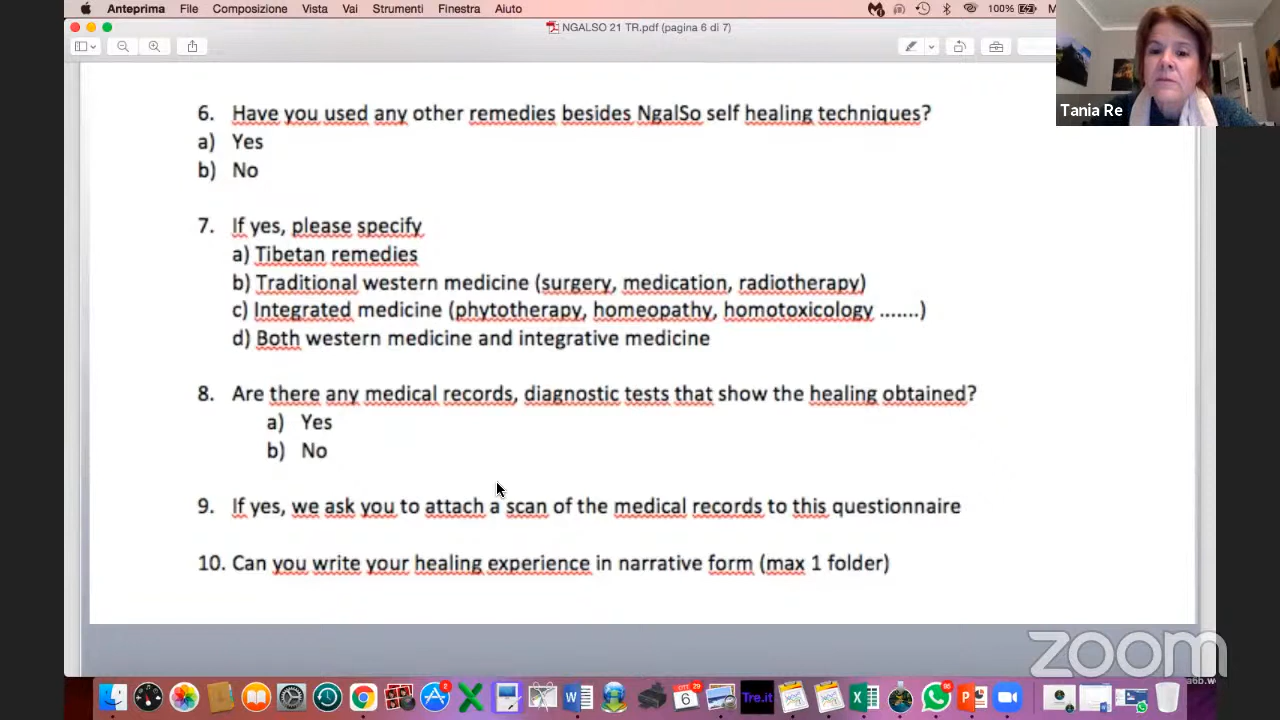 Anteprima File Composizione Vista Vai Strumenti Finestra Aiuto 100%
NGALSO 21 TR.pdf (pagina 6 di 7)
Tania Re
6. Have you used any other remedies besides NgalSo self healing techniques?
a) Yes
b) No
7. If yes, please specify
a) Tibetan remedies
b) Traditional western medicine (surgery, medication, radiotherapy)
c) Integrated medicine (phytotherapy, homeopathy, homotoxicology .......)
d) Both western medicine and integrative medicine
8. Are there any medical records, diagnostic tests that show the healing obtained?
a) Yes
b) No
9. If yes, we ask you to attach a scan of the medical records to this questionnaire
10. Can you write your healing experience in narrative form (max 1 folder)
zoom
Tre.it
6